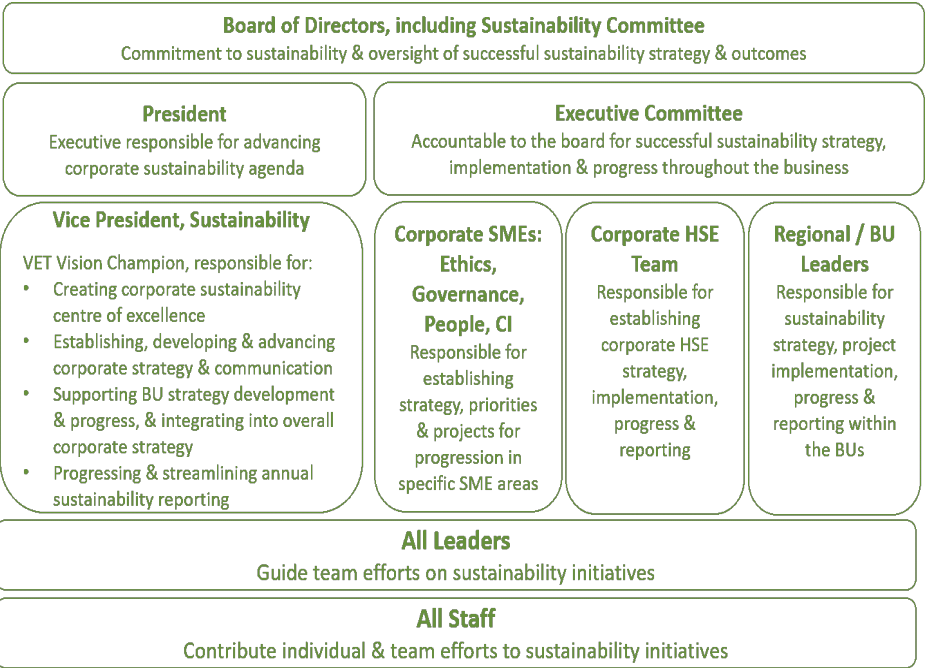 Board of Directors, including Sustainability Committee
Commitment to sustainability & oversight of successful sustainability strategy & outcomes
President
Executive responsible for advancing
corporate sustainability agenda
Executive Committee
Accountable to the board for successful sustainability strategy,
implementation & progress throughout the business
Vice President, Sustainability
VET Vision Champion, responsible for:
• Creating corporate sustainability
centre of excellence
• Establishing, developing & advancing
corporate strategy & communication
• Supporting BU strategy development
& progress, & integrating into overall
corporate strategy
• Progressing & streamlining annual
sustainability reporting
Corporate SMEs:
Ethics,
Governance,
People, CI
Responsible for
establishing
strategy, priorities
& projects for
progression in
specific SME areas
Corporate HSE
Team
Responsible for
establishing
corporate HSE
strategy,
implementation,
progress &
reporting
Regional / BU
Leaders
Responsible for
sustainability
strategy, project
implementation,
progress &
reporting within
the BUs
All Leaders
Guide team efforts on sustainability initiatives
All Staff
Contribute individual & team efforts to sustainability initiatives